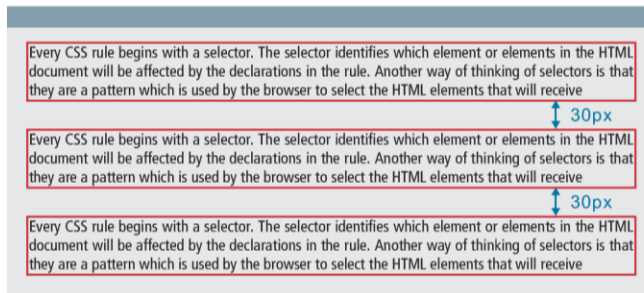 Every CSS rule begins with a selector. The selector identifies which element or elements in the HTML
document will be affected by the declarations in the rule. Another way of thinking of selectors is that
they are a pattern which is used by the browser to select the HTML elements that will receive
30px
Every CSS rule begins with a selector. The selector identifies which element or elements in the HTML
document will be affected by the declarations in the rule. Another way of thinking of selectors is that
they are a pattern which is used by the browser to select the HTML elements that will receive
30px
Every CSS rule begins with a selector. The selector identifies which element or elements in the HTML
document will be affected by the declarations in the rule. Another way of thinking of selectors is that
they are a pattern which is used by the browser to select the HTML elements that will receive